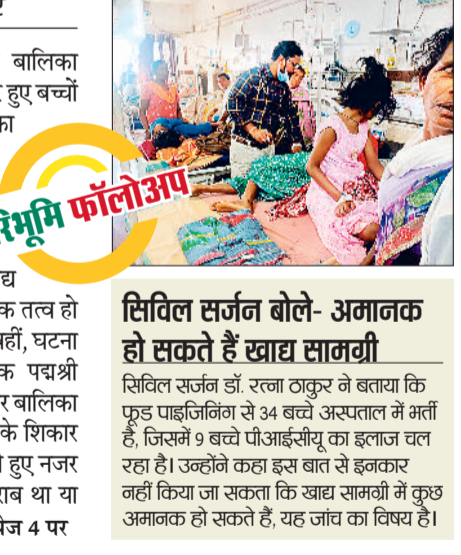 बालिका
हुए बच्चों
फॉलोअप
क तत्व हो
घटना
क पद्मश्री
र बालिका
के शिकार
हुए नजर
था या
पेज 4 पर
सिविल सर्जन बोले- अमानक
हो सकते हैं खाद्य सामग्री
सिविल सर्जन डॉ. रत्ना ठाकुर ने बताया कि
फूड पाइजिनिंग से 34 बच्चे अस्पताल में भर्ती
है, जिसमें 9 बच्चे पीआईसीयू का इलाज चल
रहा है। उन्होंने कहा इस बात से इनकार
नहीं किया जा सकता कि खाद्य सामग्री में कुछ
अमानक हो सकते हैं, यह जांच का विषय है।